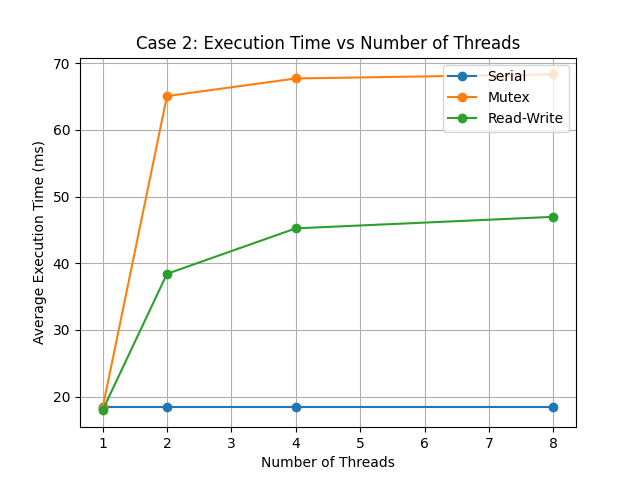 Case 2: Execution Time vs Number of Threads
70
60
50
40
30
20
Average Execution Time (ms)
Serial
Mutex
Read-Write
1 2 3 4 5 6 7 8
Number of Threads